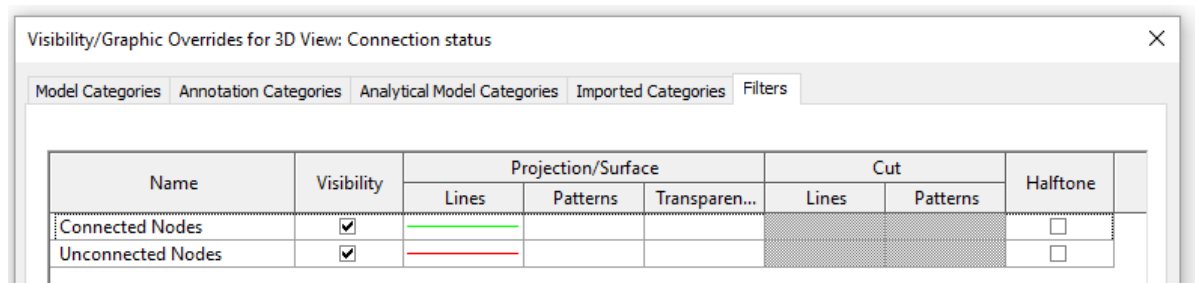 Visibility/Graphic Overrides for 3D View: Connection status
Model Categories Annotation Categories Analytical Model Categories Imported Categories Filters
Name Visibility Projection/Surface Cut Halftone
Lines Patterns Transparen... Lines Patterns
Connected Nodes
Unconnected Nodes